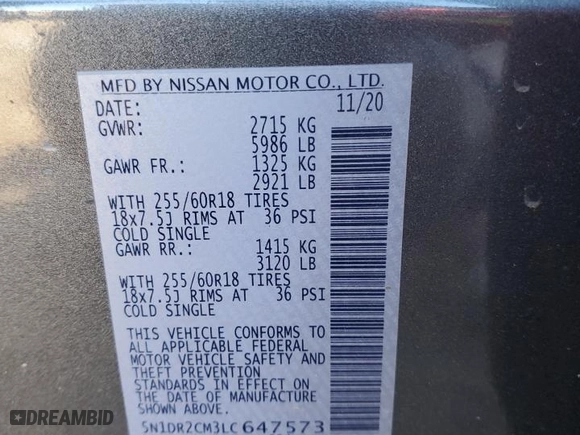 MFD BY NISSAN MOTOR CO., LTD.
DATE: 11/20
GVWR: 2715 KG
5986 LB
GAWR FR.: 1325 KG
2921 LB
WITH 255/60R18 TIRES
18x7.5J RIMS AT 36 PSI
COLD SINGLE
GAWR RR.: 1415 KG
3120 LB
WITH 255/60R18 TIRES
18x7.5J RIMS AT 36 PSI
COLD SINGLE
THIS VEHICLE CONFORMS TO
ALL APPLICABLE FEDERAL
MOTOR VEHICLE SAFETY AND
THEFT PREVENTION
STANDARDS IN EFFECT ON
THE DATE OF MANUFACTURE
SHOWN ABOVE.
5N1DR2CM3LC647573
DREAMBID